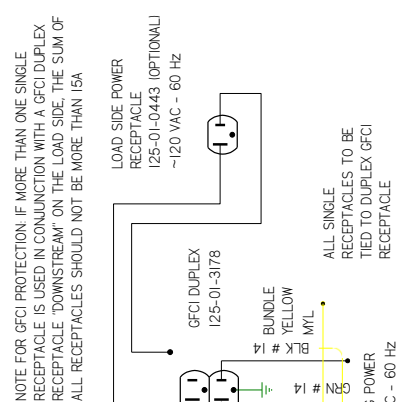 NOTE FOR GFCI PROTECTION: IF MORE THAN ONE SINGLE
RECEPTACLE IS USED IN CONJUNCTION WITH A GFCI DUPLEX
RECEPTACLE "DOWNSTREAM" ON THE LOAD SIDE, THE SUM OF
ALL RECEPTACLES SHOULD NOT BE MORE THAN 15A
LOAD SIDE POWER
RECEPTACLE
125-01-0443 (OPTIONAL)
~120 VAC - 60 Hz
GFCI DUPLEX
125-01-3178
BUNDLE
YELLOW
MYL
BLK # 14
GRN # 14
ALL SINGLE
RECEPTACLES TO BE
TIED TO DUPLEX GFCI
RECEPTACLE
POWER
- 60 Hz